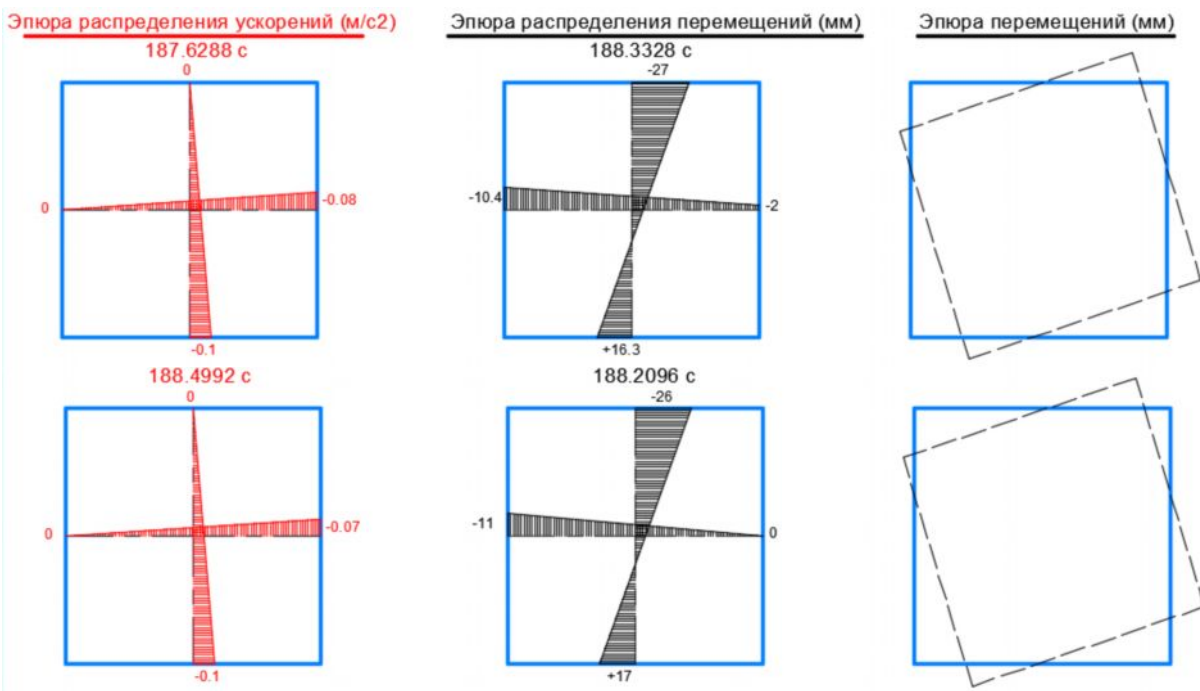 Эпюра распределения ускорений (м/с2)
Эпюра распределения перемещений (мм)
Эпюра перемещений (мм)
187.6288 с
188.3328 с
0
-27
0
-0.08
-10.4
-2
-0.1
+16.3
188.4992 с
188.2096 с
0
-26
0
-0.07
-11
0
-0.1
+17